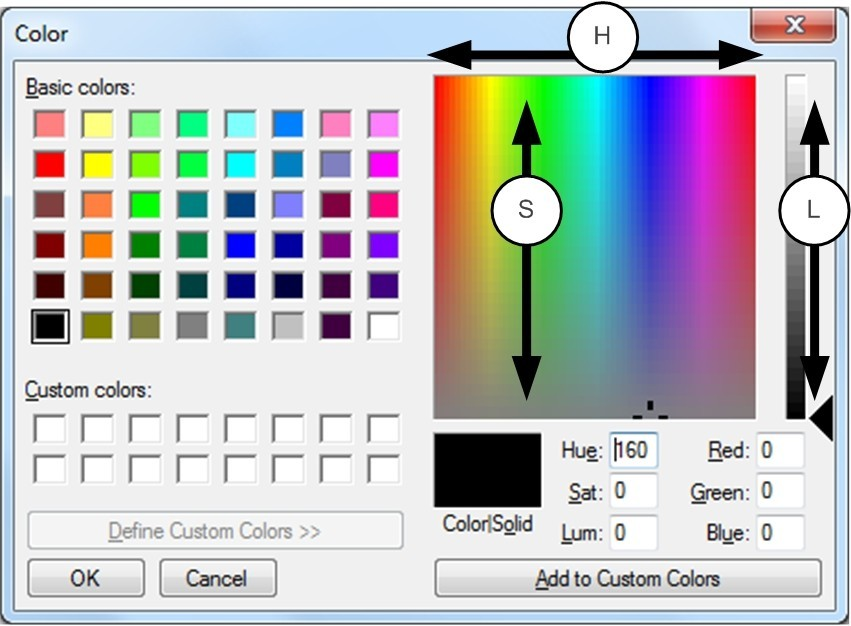 Color
H
Basic colors:
S
L
Custom colors:
Hue: 160
Red: 0
Sat: 0
Green: 0
Color|Solid
Lum: 0
Blue: 0
Define Custom Colors >>
OK
Cancel
Add to Custom Colors